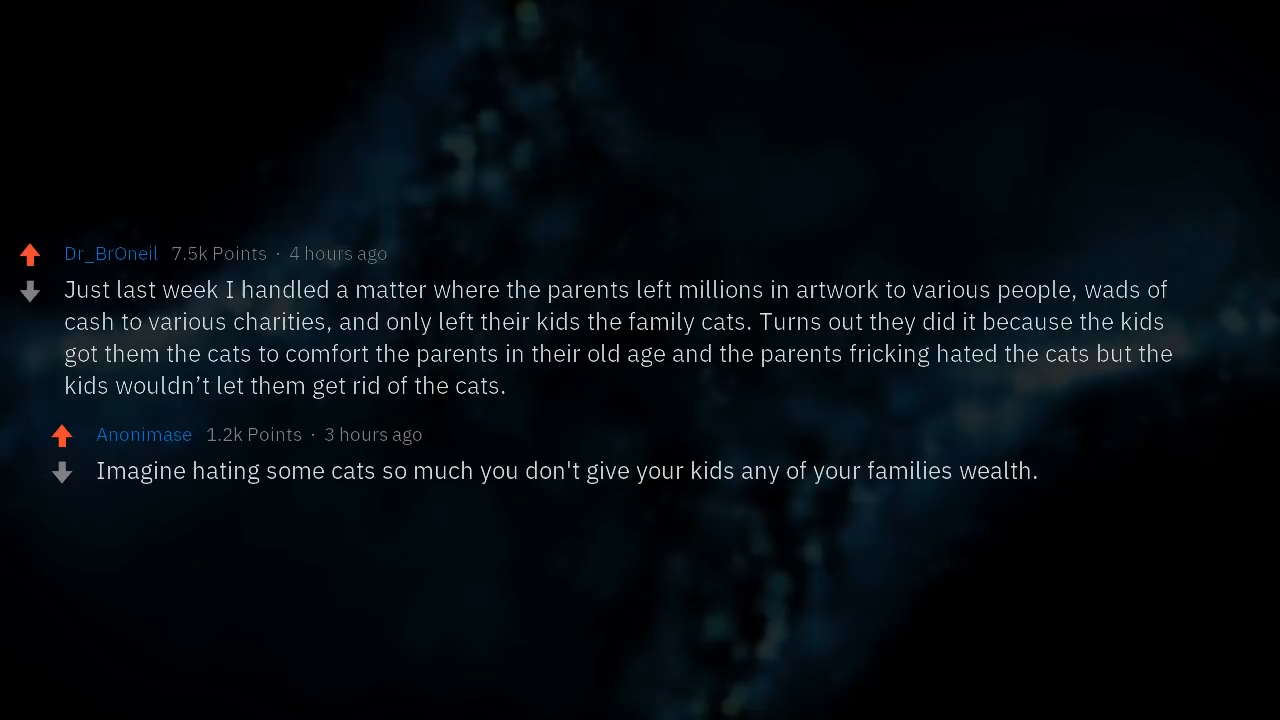 Dr_BrOneil 7.5k Points · 4 hours ago
Just last week I handled a matter where the parents left millions in artwork to various people, wads of
cash to various charities, and only left their kids the family cats. Turns out they did it because the kids
got them the cats to comfort the parents in their old age and the parents fricking hated the cats but the
kids wouldn’t let them get rid of the cats.
Anonimase 1.2k Points · 3 hours ago
Imagine hating some cats so much you don't give your kids any of your families wealth.